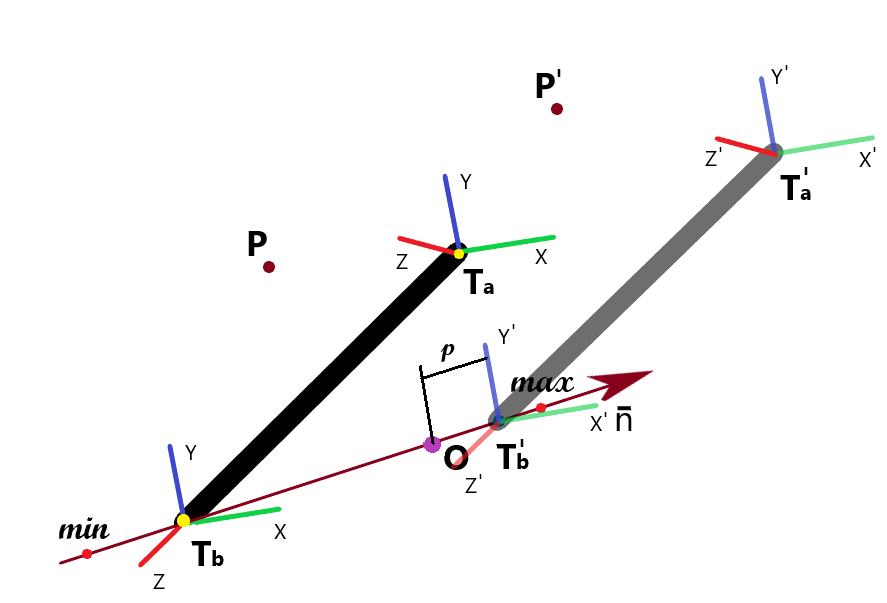 P'
Y'
Z'
X'
T'a
Y
P
Z
X
Ta
Y'
p
max
X'
n̄
O
T'b
Z'
Y
min
X
Tb
Z